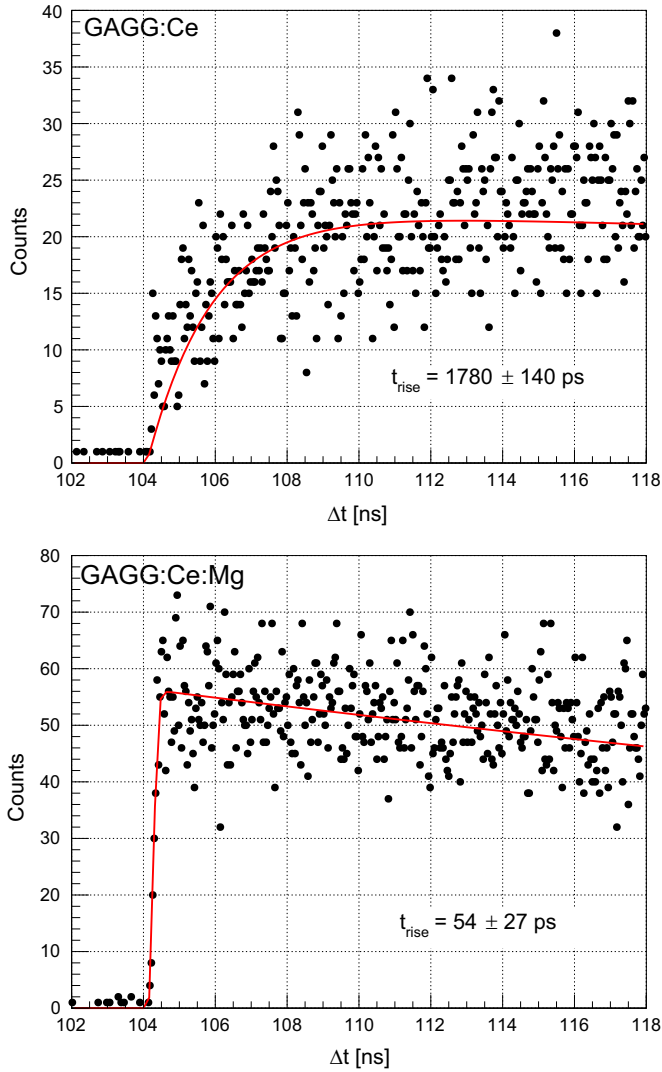 GAGG:Ce
40
35
30
25
20
15
10
5
0
Counts
t_rise = 1780 ± 140 ps
102 104 106 108 110 112 114 116 118
Δt [ns]
GAGG:Ce:Mg
80
70
60
50
40
30
20
10
0
Counts
t_rise = 54 ± 27 ps
102 104 106 108 110 112 114 116 118
Δt [ns]